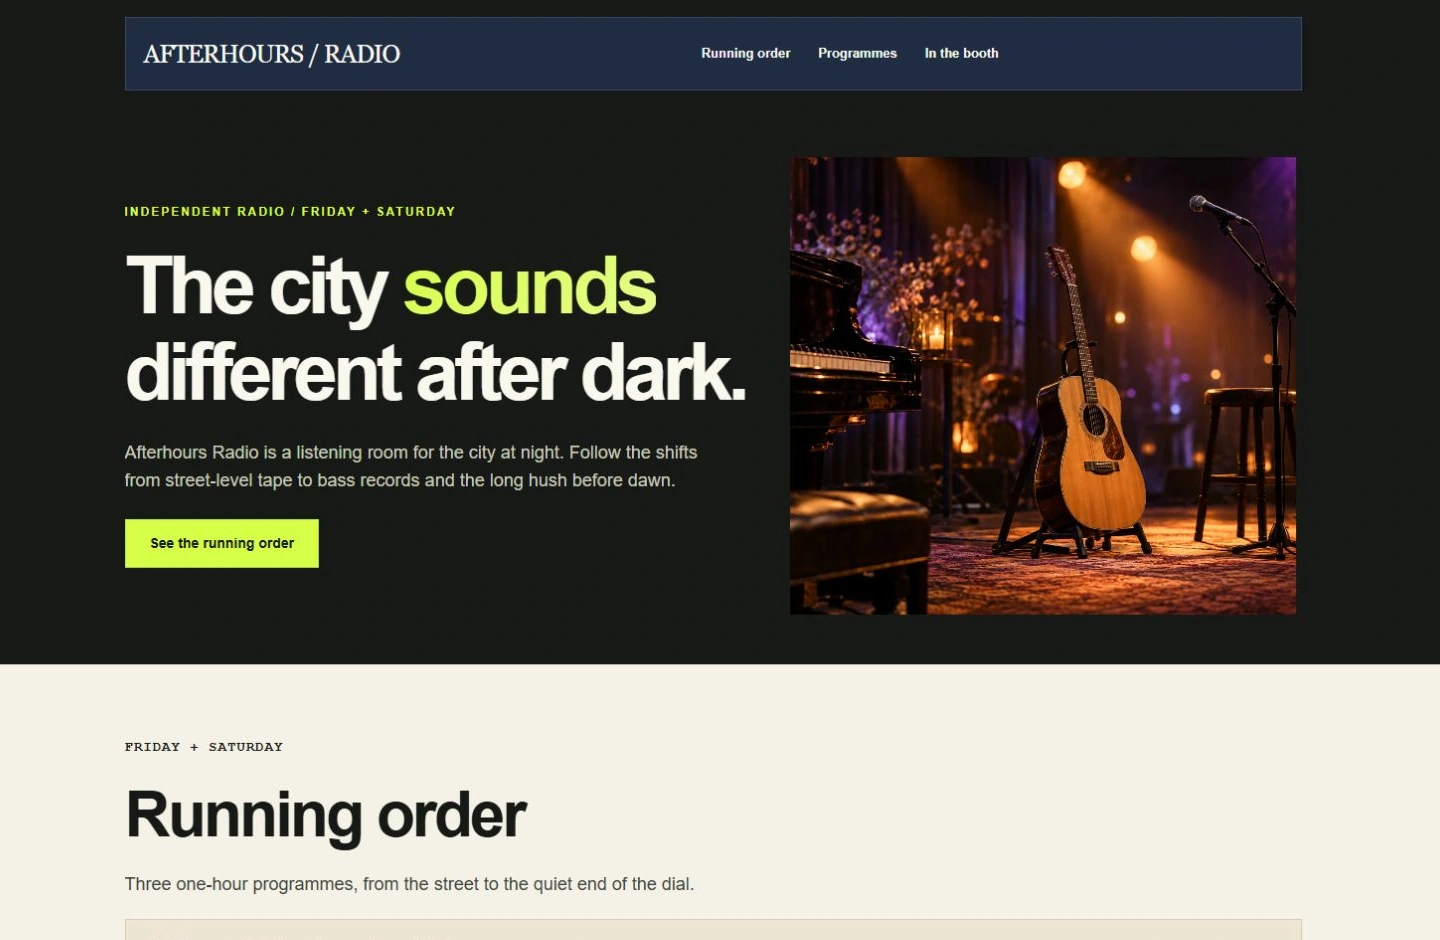 AFTERHOURS / RADIO
Running order
Programmes
In the booth
INDEPENDENT RADIO / FRIDAY + SATURDAY
The city sounds
different after dark.
Afterhours Radio is a listening room for the city at night. Follow the shifts
from street-level tape to bass records and the long hush before dawn.
See the running order
FRIDAY + SATURDAY
Running order
Three one-hour programmes, from the street to the quiet end of the dial.